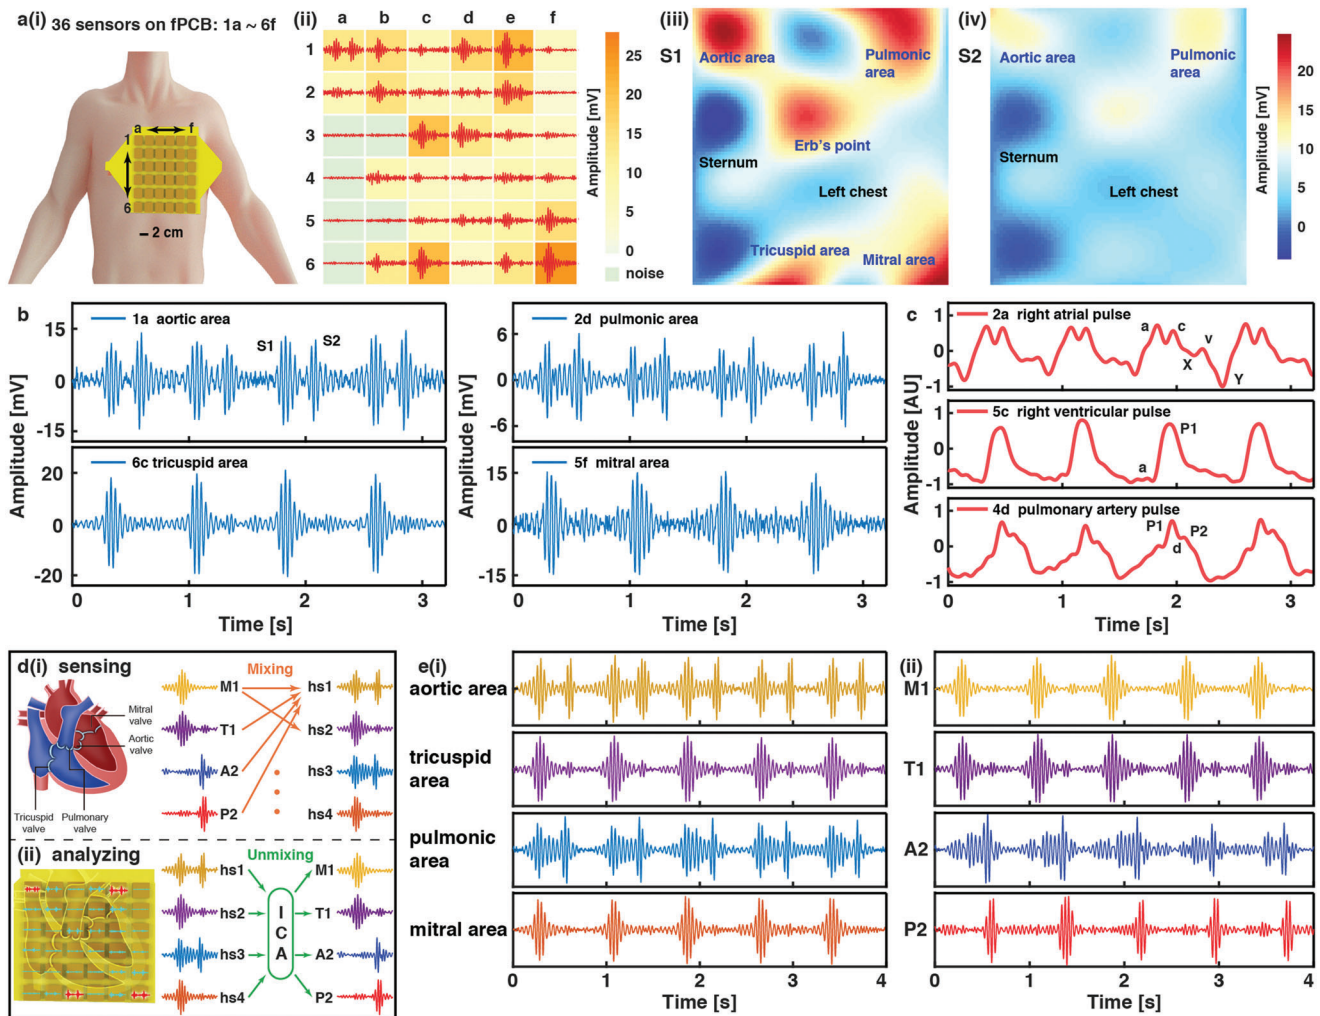 a(i) 36 sensors on fPCB: 1a ~ 6f
a
f
1
6
2 cm
(ii)
a b c d e f
1
2
3
4
5
6
25
20
15
10
5
0
Amplitude [mV]
noise
(iii)
S1
Aortic area
Pulmonic
area
Erb's point
Sternum
Left chest
Tricuspid area
Mitral area
(iv)
S2
Aortic area
Pulmonic
area
Sternum
Left chest
20
15
10
5
0
Amplitude [mV]
b
Amplitude [mV]
1a aortic area
S1
S2
15
0
-15
6c tricuspid area
20
0
-20
0 1 2 3
Time [s]
2d pulmonic area
6
0
-6
5f mitral area
15
0
-15
0 1 2 3
Time [s]
c
Amplitude [AU]
2a right atrial pulse
a
c
v
X
Y
1
0
-1
5c right ventricular pulse
P1
a
1
0
-1
4d pulmonary artery pulse
P1
P2
d
1
0
-1
0 1 2 3
Time [s]
d(i) sensing
Mixing
Mitral
valve
Aortic
valve
Tricuspid
valve
Pulmonary
valve
M1
T1
A2
P2
hs1
hs2
hs3
hs4
(ii) analyzing
Unmixing
hs1
hs2
hs3
hs4
I
C
A
M1
T1
A2
P2
e(i)
aortic area
tricuspid
area
pulmonic
area
mitral area
0 1 2 3 4
Time [s]
(ii)
M1
T1
A2
P2
0 1 2 3 4
Time [s]